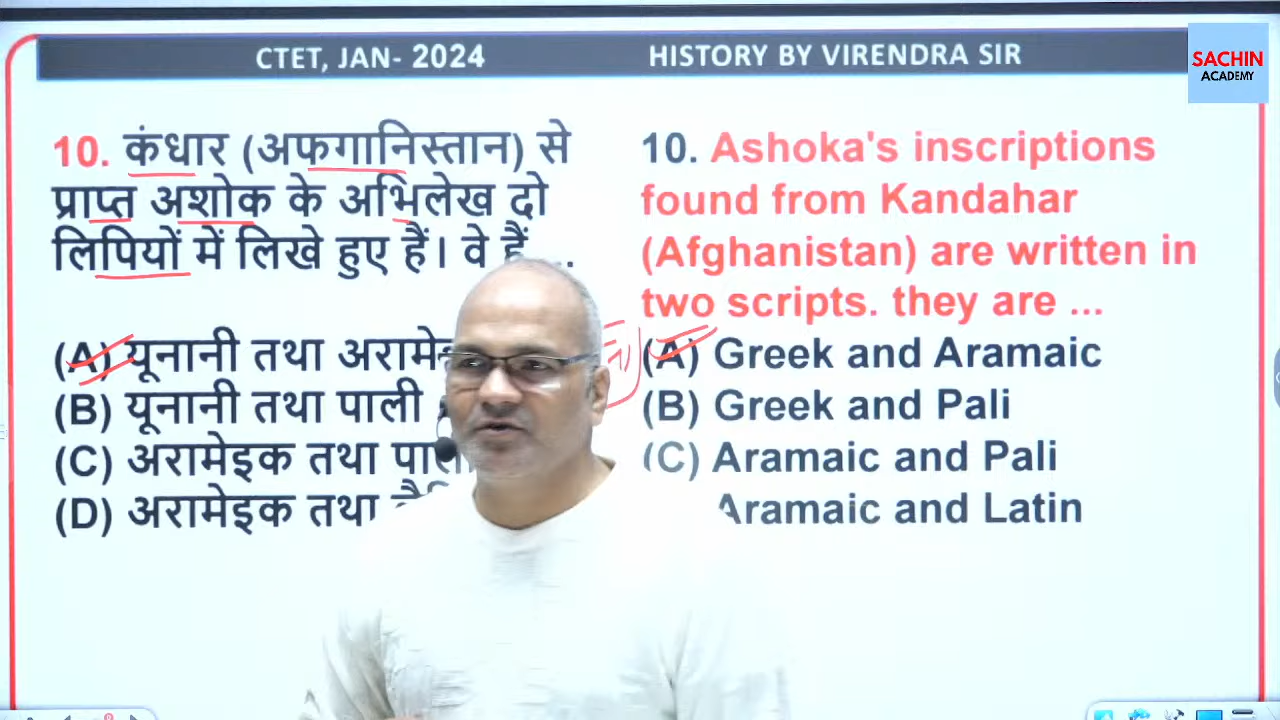 CTET, JAN- 2024
HISTORY BY VIRENDRA SIR
SACHIN
ACADEMY
10. कंधार (अफगानिस्तान) से
प्राप्त अशोक के अभिलेख दो
लिपियों में लिखे हुए हैं। वे हैं ...
(A) यूनानी तथा
(B) यूनानी तथा पाली
(C) अरामेइक तथा
(D) अरामेइक तथा
10. Ashoka's inscriptions
found from Kandahar
(Afghanistan) are written in
two scripts. they are ...
(A) Greek and Aramaic
(B) Greek and Pali
(C) Aramaic and Pali
Aramaic and Latin